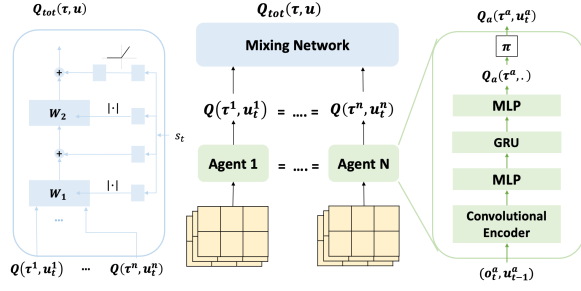 Q_tot(τ, u)
+
W_2
|·|
+
s_t
W_1
|·|
...
Q(τ^1, u_t^1) ... Q(τ^n, u_t^n)
Q_tot(τ, u)
Mixing Network
Q(τ^1, u_t^1) = .... = Q(τ^n, u_t^n)
Agent 1 = .... = Agent N
Q_a(τ^a, u_t^a)
π
Q_a(τ^a, .)
MLP
GRU
MLP
Convolutional
Encoder
(o_t^a, u_{t-1}^a)